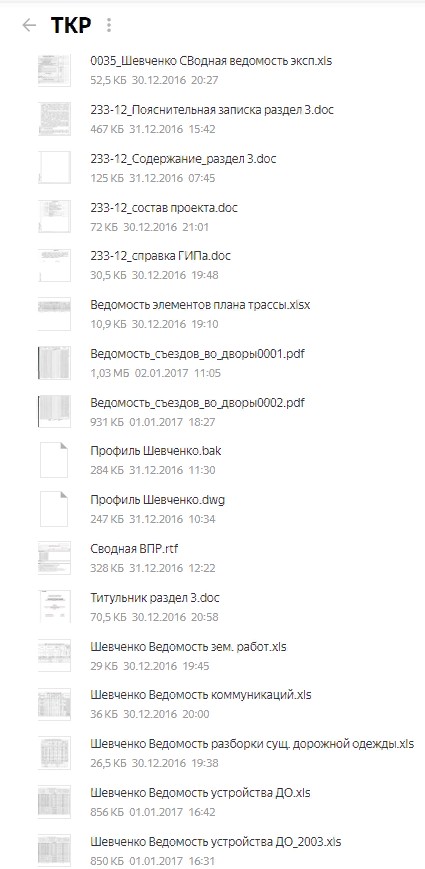 ТКР
0035_Шевченко СВодная ведомость эксп.xls
52,5 КБ 30.12.2016 20:27
233-12_Пояснительная записка раздел 3.doc
467 КБ 31.12.2016 15:42
233-12_Содержание_раздел 3.doc
125 КБ 31.12.2016 07:45
233-12_состав проекта.doc
72 КБ 30.12.2016 21:01
233-12_справка ГИПа.doc
30,5 КБ 30.12.2016 19:48
Ведомость элементов плана трассы.xlsx
10,9 КБ 30.12.2016 19:10
Ведомость_съездов_во_дворы0001.pdf
1,03 МБ 02.01.2017 11:05
Ведомость_съездов_во_дворы0002.pdf
931 КБ 01.01.2017 18:27
Профиль Шевченко.bak
284 КБ 31.12.2016 11:30
Профиль Шевченко.dwg
247 КБ 31.12.2016 10:34
Сводная ВПР.rtf
328 КБ 31.12.2016 12:22
Титульник раздел 3.doc
70,5 КБ 30.12.2016 20:58
Шевченко Ведомость зем. работ.xls
29 КБ 30.12.2016 19:45
Шевченко Ведомость коммуникаций.xls
36 КБ 30.12.2016 20:00
Шевченко Ведомость разборки сущ. дорожной одежды.xls
26,5 КБ 30.12.2016 19:38
Шевченко Ведомость устройства ДО.xls
856 КБ 01.01.2017 16:42
Шевченко Ведомость устройства ДО_2003.xls
850 КБ 01.01.2017 16:31